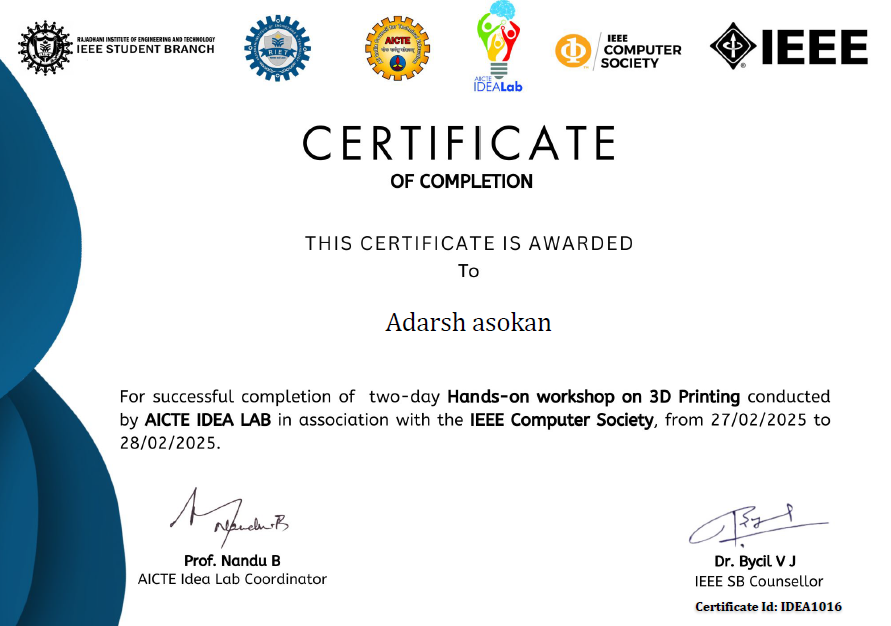 RAJADHANI INSTITUTE OF ENGINEERING AND TECHNOLOGY
IEEE STUDENT BRANCH
RIET
AICTE
AICTE
IDEALab
IEEE
COMPUTER
SOCIETY
IEEE
CERTIFICATE
OF COMPLETION
THIS CERTIFICATE IS AWARDED
To
Adarsh asokan
For successful completion of two-day Hands-on workshop on 3D Printing conducted
by AICTE IDEA LAB in association with the IEEE Computer Society, from 27/02/2025 to
28/02/2025.
Nandu B
Prof. Nandu B
AICTE Idea Lab Coordinator
Dr. Bycil V J
IEEE SB Counsellor
Certificate Id: IDEA1016